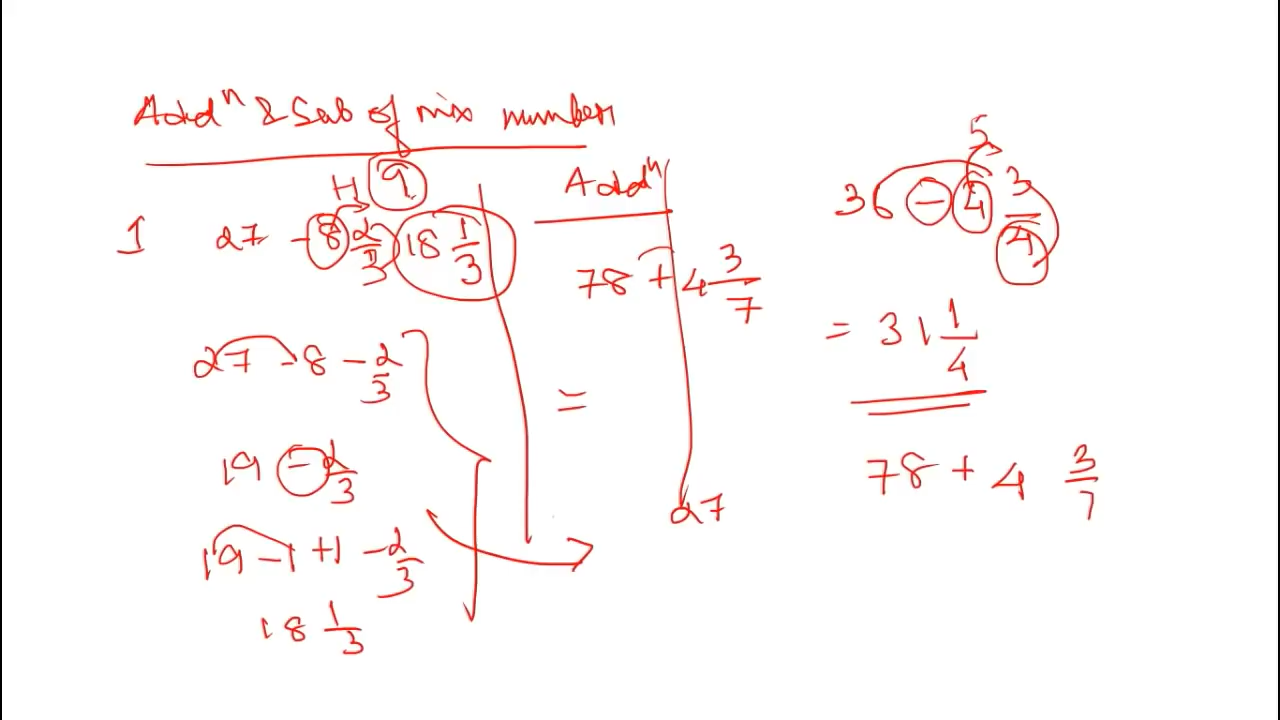 Addⁿ & Sub of mix number
H 9
1 27 - 8 2/3 18 1/3
27 - 8 - 2/3
19 - 2/3
19 - 1 + 1 - 2/3
18 1/3
Addⁿ
78 + 4 3/7
=
27
5
36 - 4 3/4
= 31 1/4
78 + 4 3/7